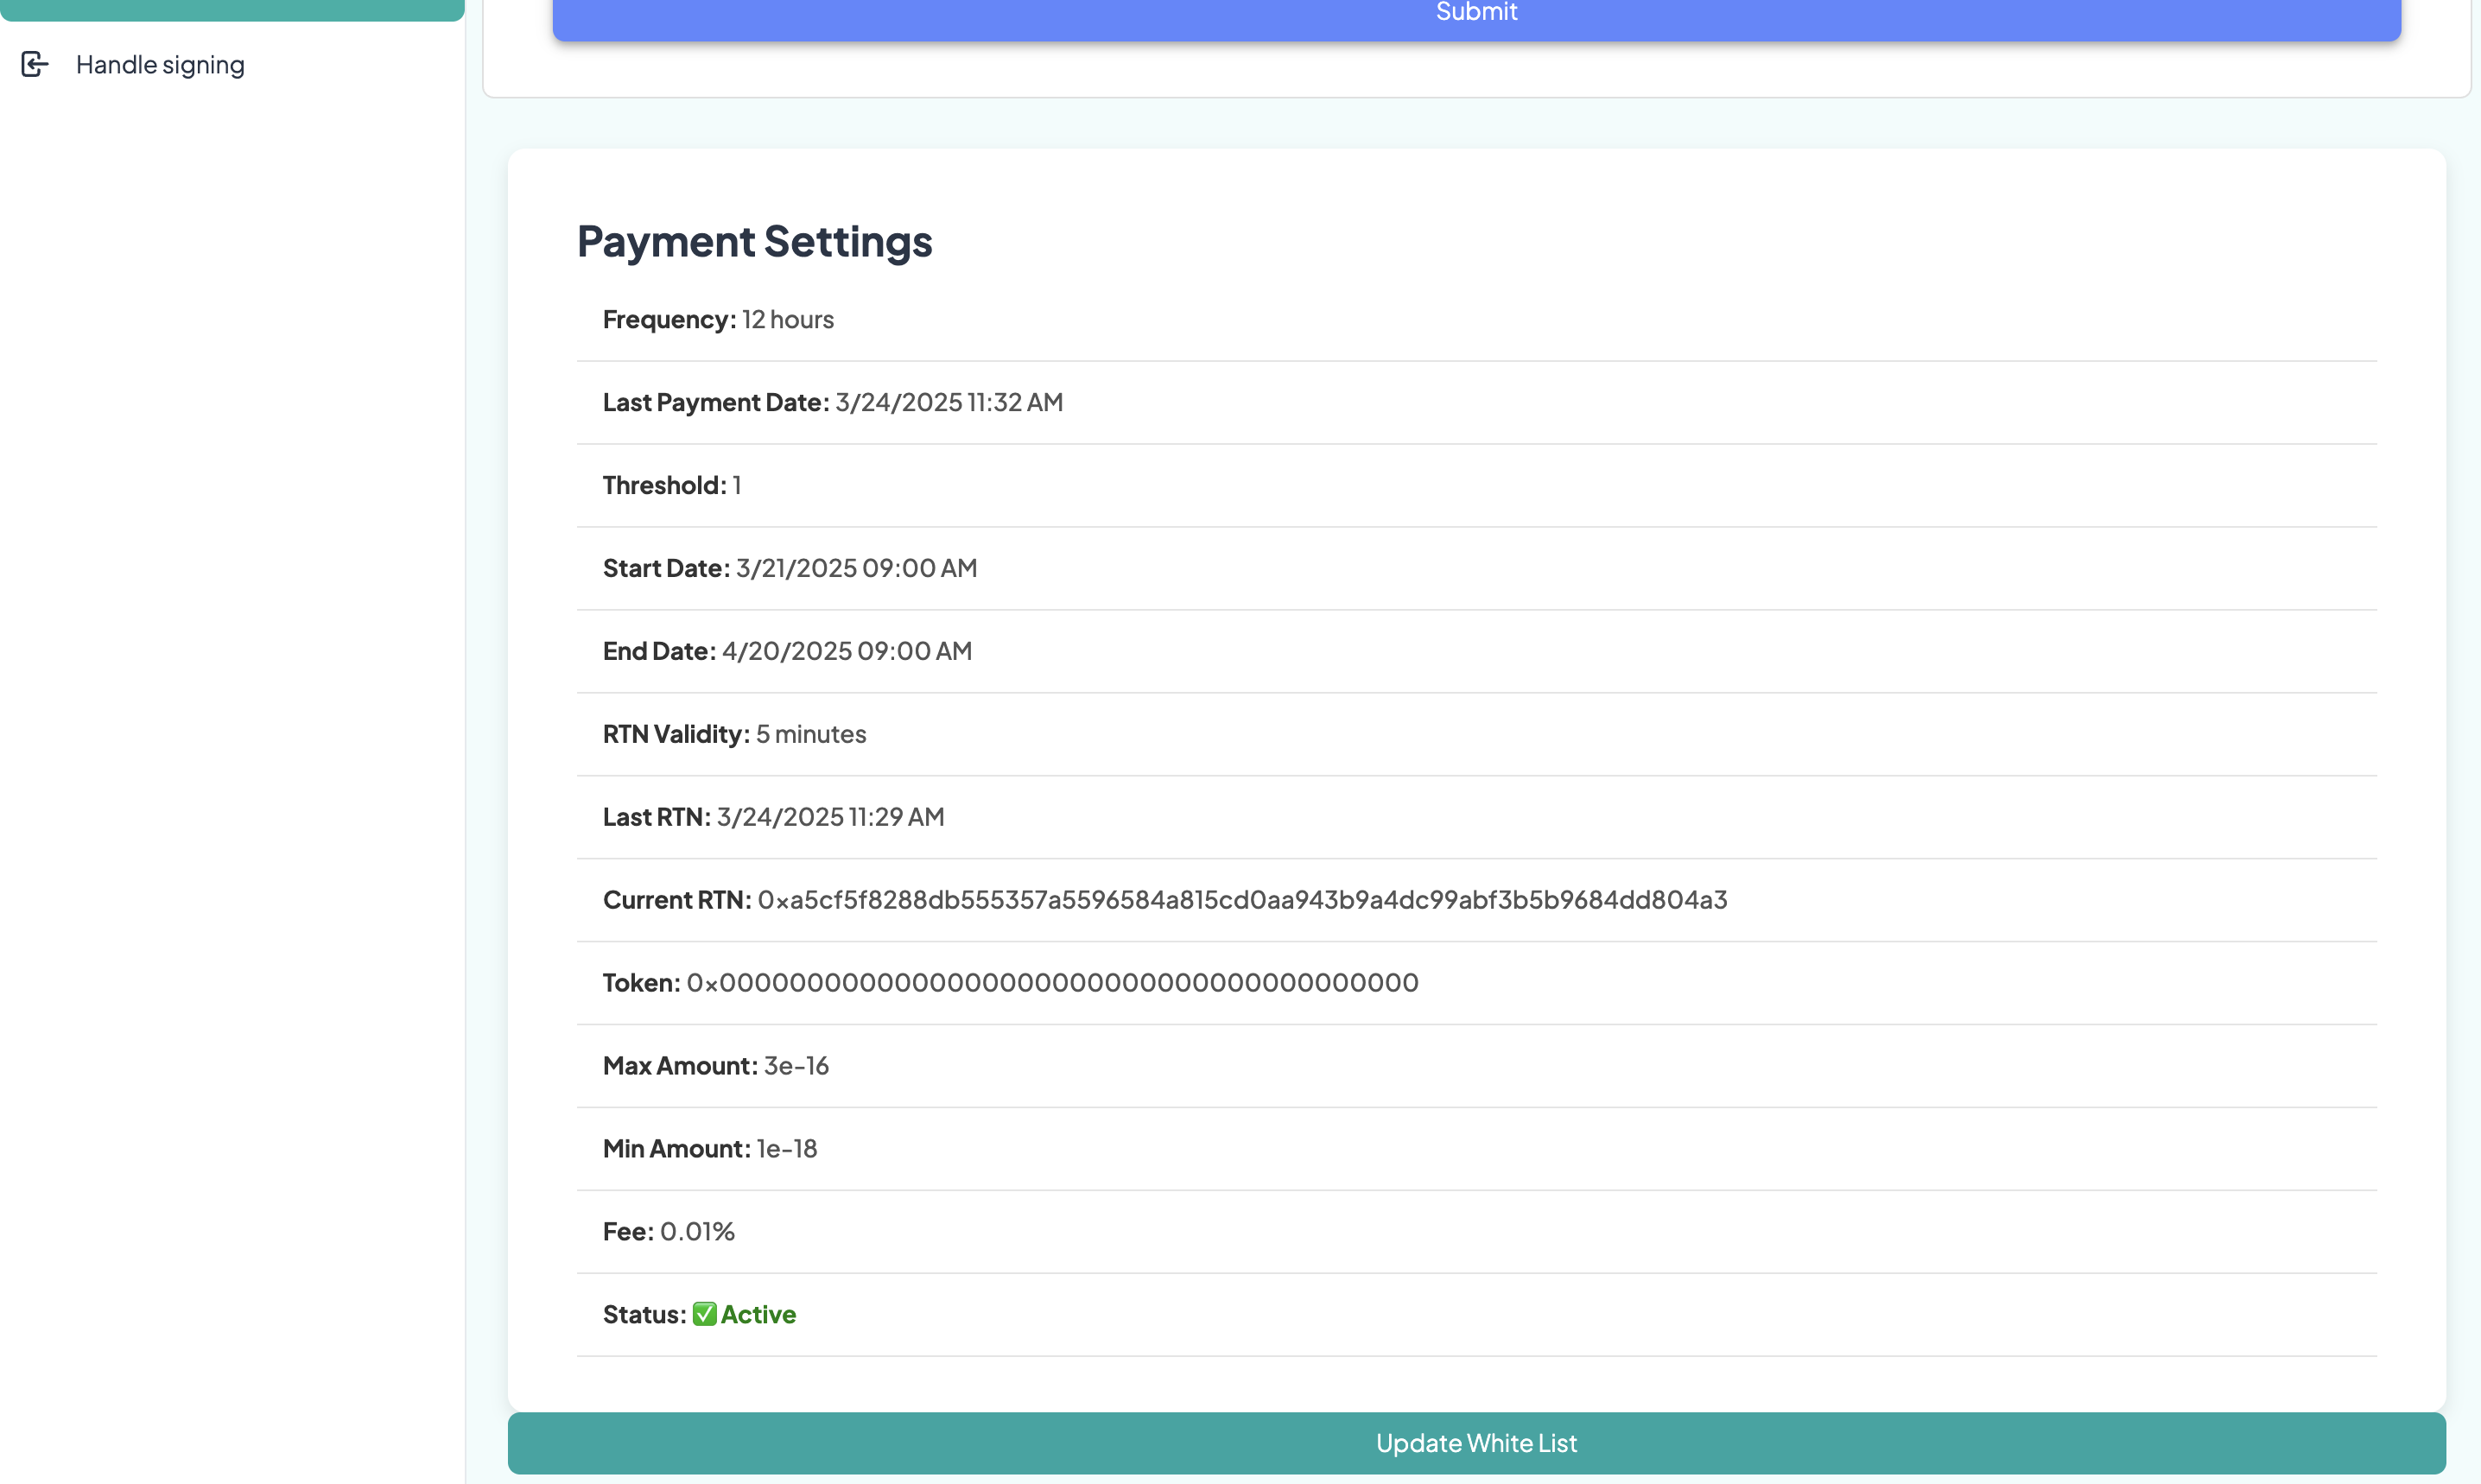 Submit
Handle signing
Payment Settings
Frequency: 12 hours
Last Payment Date: 3/24/2025 11:32 AM
Threshold: 1
Start Date: 3/21/2025 09:00 AM
End Date: 4/20/2025 09:00 AM
RTN Validity: 5 minutes
Last RTN: 3/24/2025 11:29 AM
Current RTN: 0xa5cf5f8288db555357a5596584a815cd0aa943b9a4dc99abf3b5b9684dd804a3
Token: 0x0000000000000000000000000000000000000000
Max Amount: 3e-16
Min Amount: 1e-18
Fee: 0.01%
Status: ✅ Active
Update White List